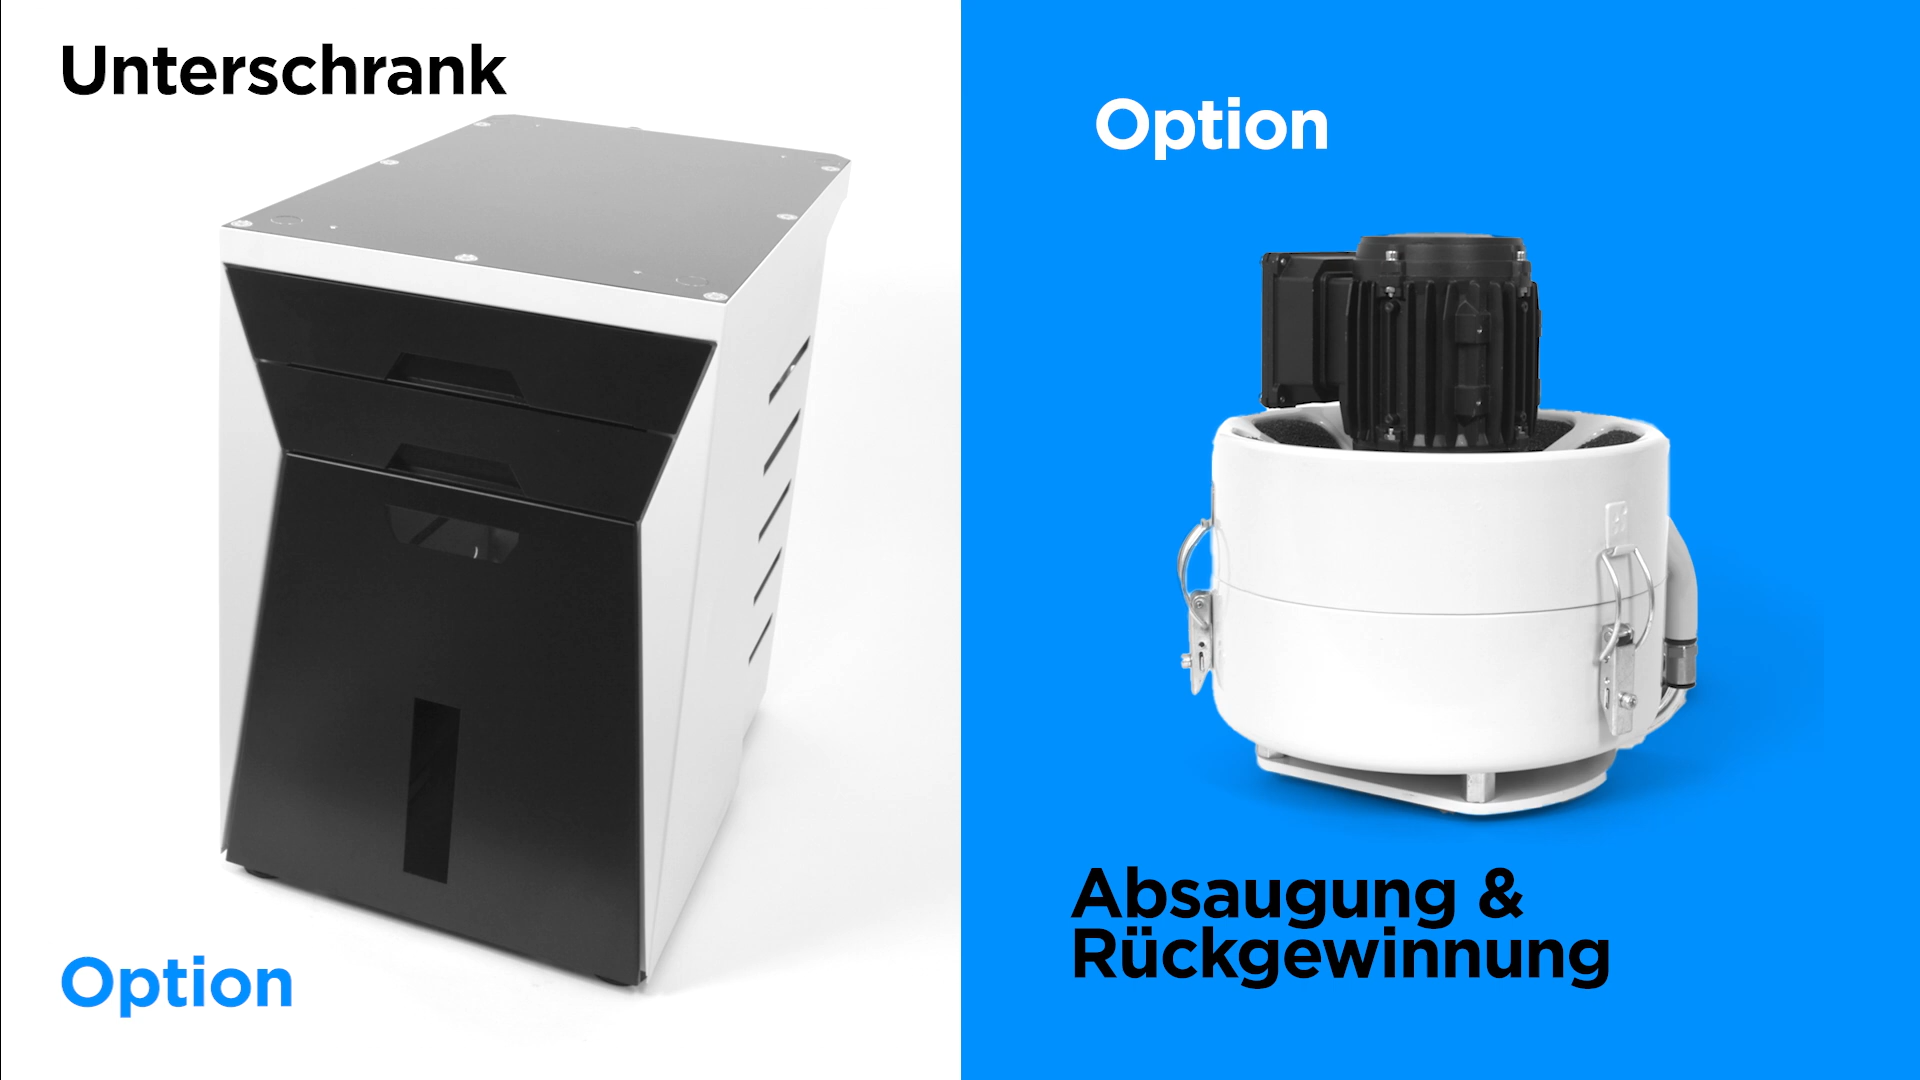 Unterschrank
Option
Option
Absaugung &
Rückgewinnung